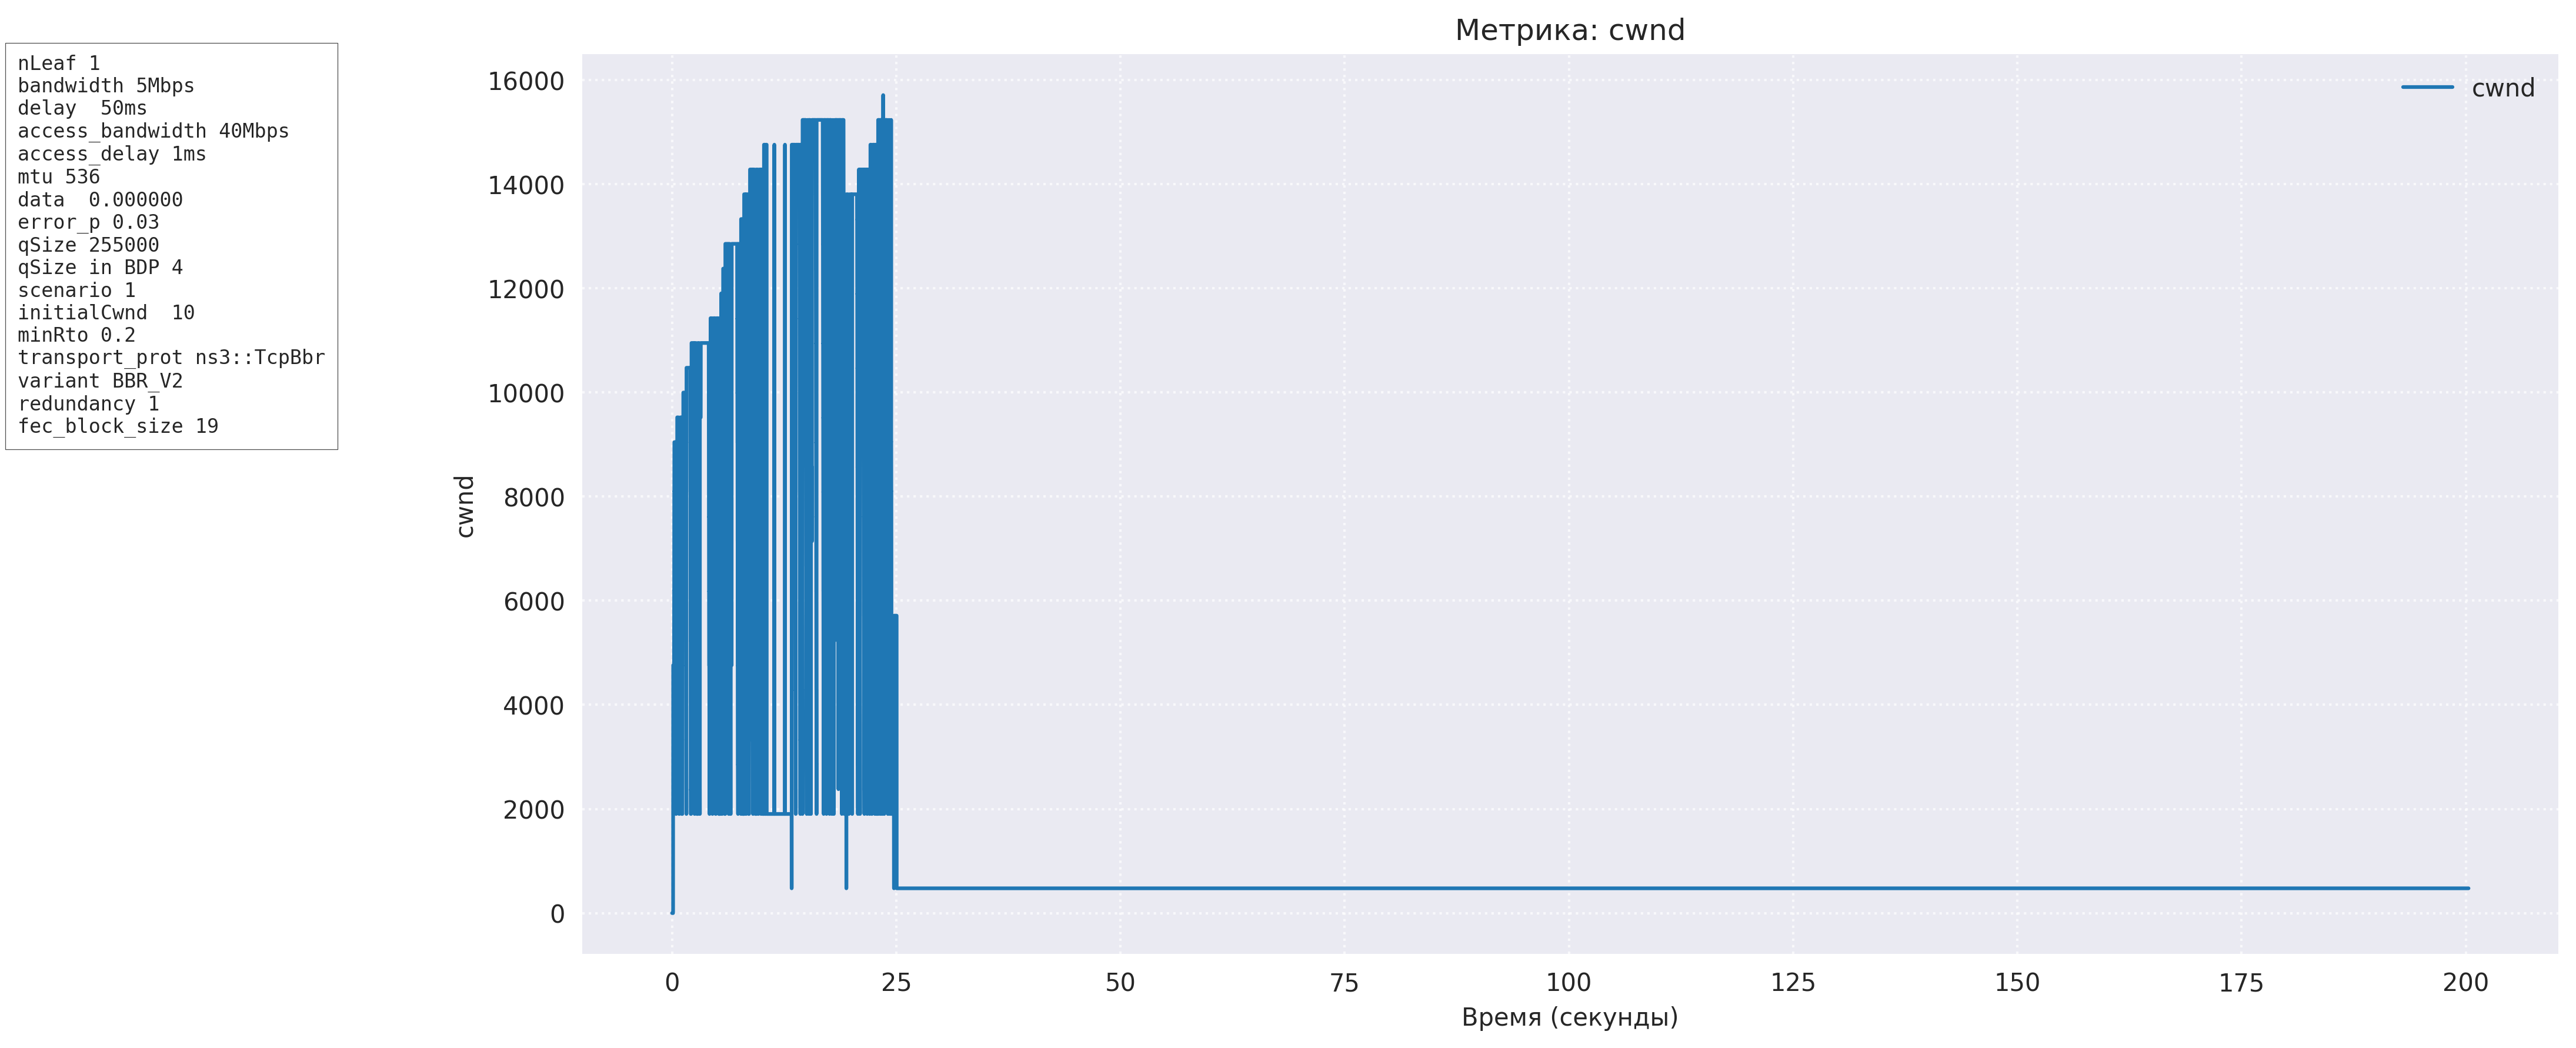 Метрика: cwnd
nLeaf 1
bandwidth 5Mbps
delay  50ms
access_bandwidth 40Mbps
access_delay 1ms
mtu 536
data  0.000000
error_p 0.03
qSize 255000
qSize in BDP 4
scenario 1
initialCwnd  10
minRto 0.2
transport_prot ns3::TcpBbr
variant BBR_V2
redundancy 1
fec_block_size 19
cwnd
16000
14000
12000
10000
8000
6000
4000
2000
0
cwnd
0 25 50 75 100 125 150 175 200
Время (секунды)